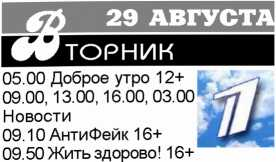 29 АВГУСТА
ВТОРНИК
05.00 Доброе утро 12+
09.00, 13.00, 16.00, 03.00
Новости
09.10 АнтиФейк 16+
09.50 Жить здорово! 16+
1